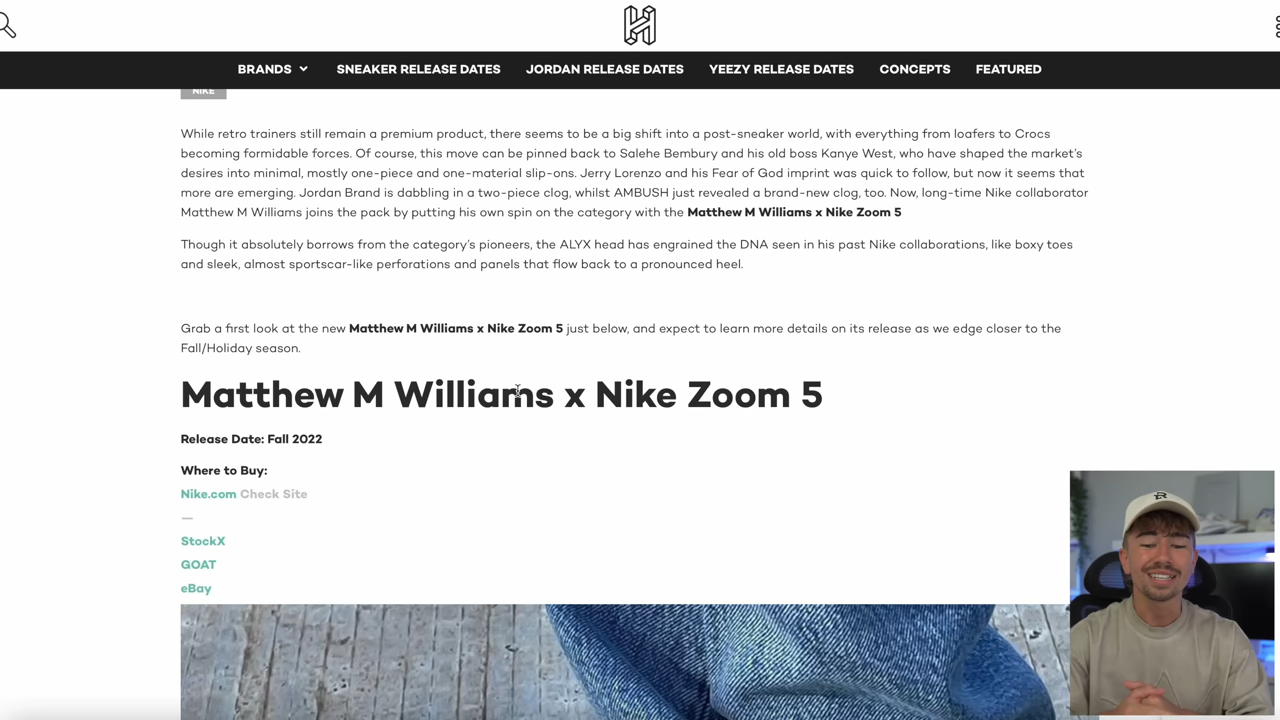 BRANDS SNEAKER RELEASE DATES JORDAN RELEASE DATES YEEZY RELEASE DATES CONCEPTS FEATURED
NIKE
While retro trainers still remain a premium product, there seems to be a big shift into a post-sneaker world, with everything from loafers to Crocs
becoming formidable forces. Of course, this move can be pinned back to Salehe Bembury and his old boss Kanye West, who have shaped the market's
desires into minimal, mostly one-piece and one-material slip-ons. Jerry Lorenzo and his Fear of God imprint was quick to follow, but now it seems that
more are emerging. Jordan Brand is dabbling in a two-piece clog, whilst AMBUSH just revealed a brand-new clog, too. Now, long-time Nike collaborator
Matthew M Williams joins the pack by putting his own spin on the category with the Matthew M Williams x Nike Zoom 5
Though it absolutely borrows from the category's pioneers, the ALYX head has engrained the DNA seen in his past Nike collaborations, like boxy toes
and sleek, almost sportscar-like perforations and panels that flow back to a pronounced heel.
Grab a first look at the new Matthew M Williams x Nike Zoom 5 just below, and expect to learn more details on its release as we edge closer to the
Fall/Holiday season.
Matthew M Williams x Nike Zoom 5
Release Date: Fall 2022
Where to Buy:
Nike.com Check Site
—
StockX
GOAT
eBay